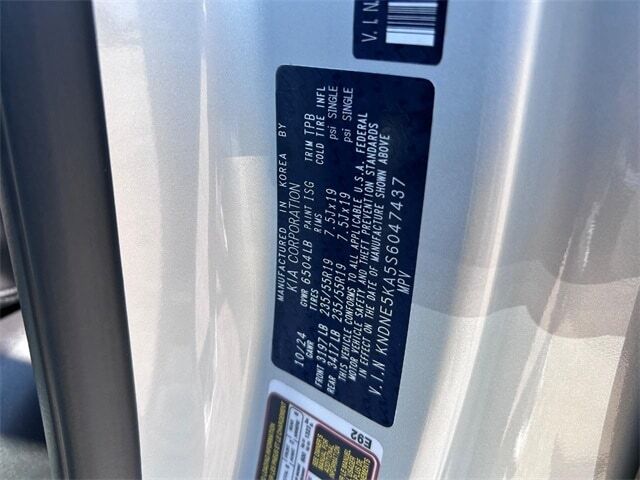 V.I.N
MANUFACTURED IN KOREA BY
KIA CORPORATION
10/24 GVWR 6504LB PAINT ISG TRIM TPB
GAWR TIRES RIMS COLD TIRE INFL
FRONT 3197LB 235/55R19 7.5Jx19 psi SINGLE
REAR 3417LB 235/55R19 7.5Jx19 psi SINGLE
THIS VEHICLE CONFORMS TO ALL APPLICABLE U.S.A. FEDERAL
MOTOR VEHICLE SAFETY AND THEFT PREVENTION STANDARDS
IN EFFECT ON THE DATE OF MANUFACTURE SHOWN ABOVE
V.I.N KNDNE5KA5S6047437
MPV
E92